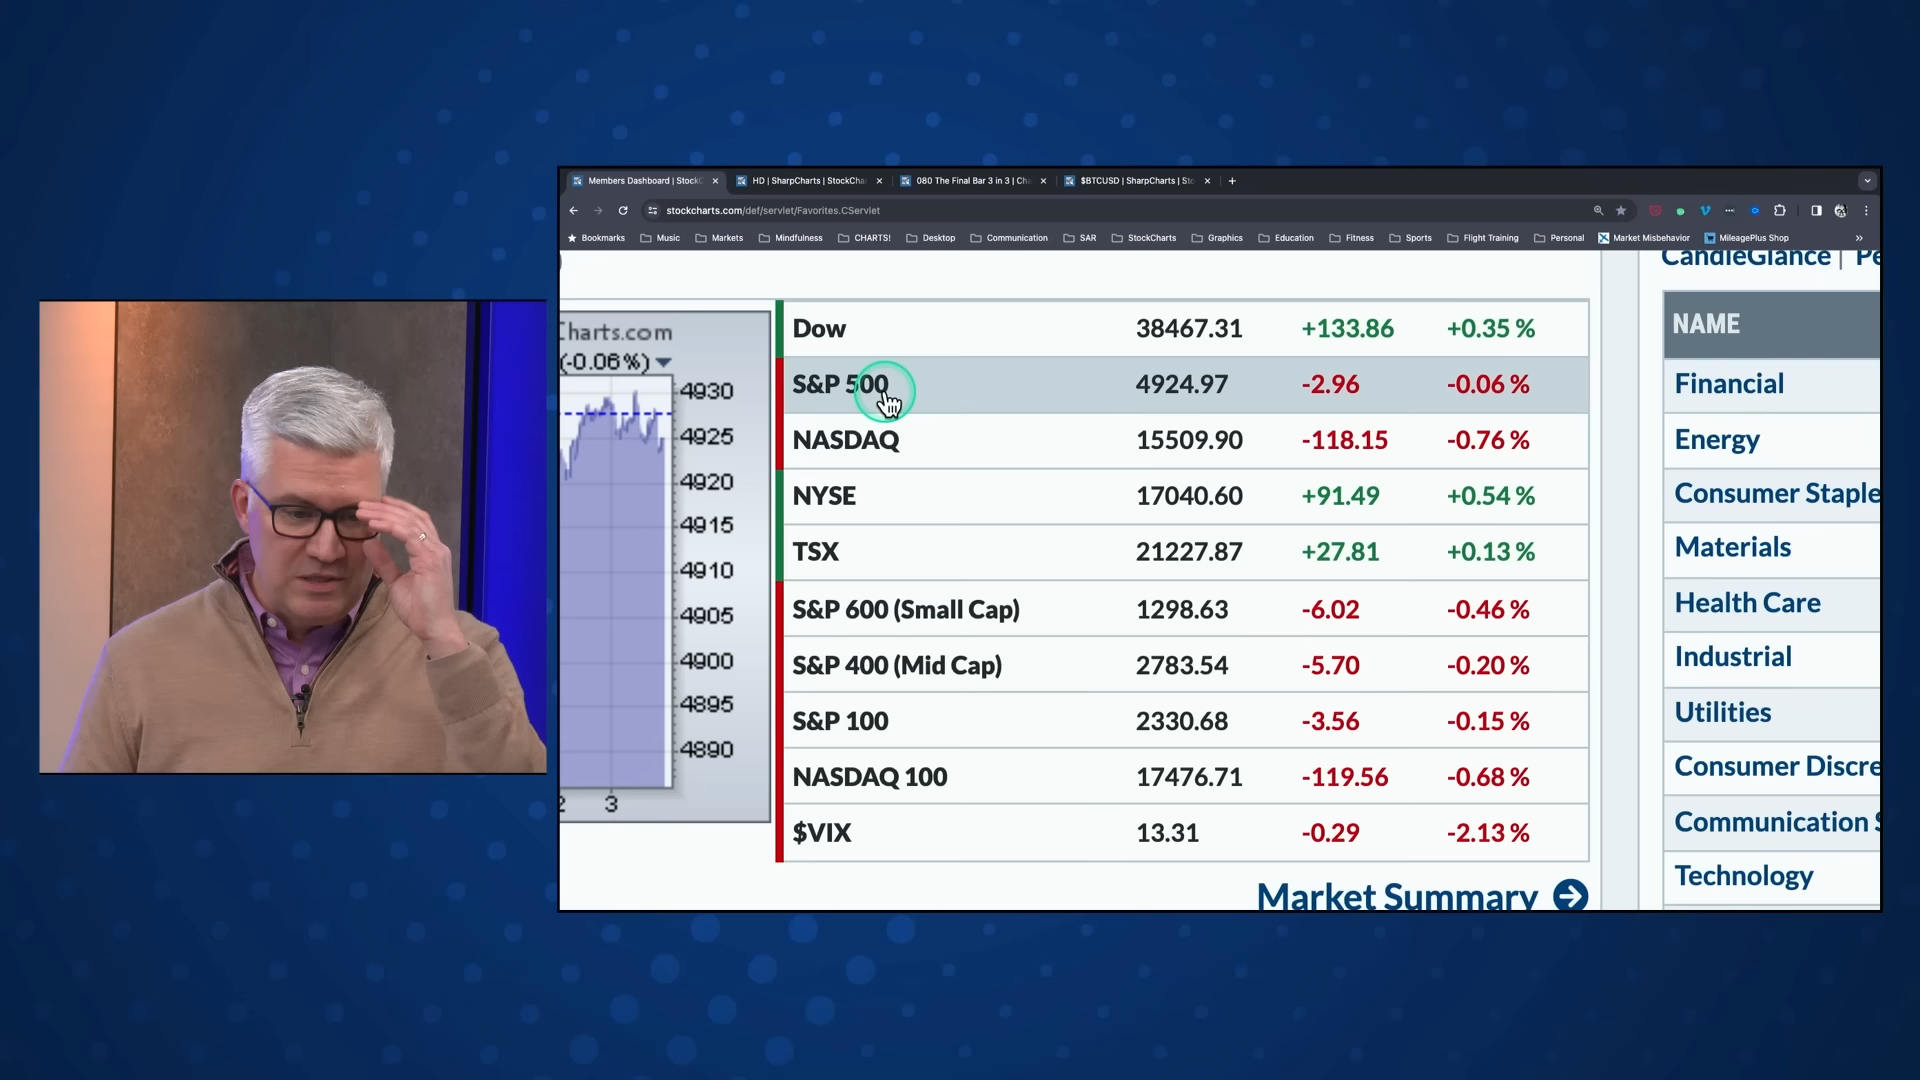 Members Dashboard | StockC
HD | SharpCharts | StockCha
080 The Final Bar 3 in 3 | Cha
$BTCUSD | SharpCharts | Sto
stockcharts.com/def/servlet/Favorites.CServlet
Bookmarks Music Markets Mindfulness CHARTS! Desktop Communication SAR StockCharts Graphics Education Fitness Sports Flight Training Personal Market Misbehavior MileagePlus Shop »
CandleGlance | Pe
Charts.com
(-0.06%)
4930
4925
4920
4915
4910
4905
4900
4895
4890
2 3
Dow 38467.31 +133.86 +0.35 %
S&P 500 4924.97 -2.96 -0.06 %
NASDAQ 15509.90 -118.15 -0.76 %
NYSE 17040.60 +91.49 +0.54 %
TSX 21227.87 +27.81 +0.13 %
S&P 600 (Small Cap) 1298.63 -6.02 -0.46 %
S&P 400 (Mid Cap) 2783.54 -5.70 -0.20 %
S&P 100 2330.68 -3.56 -0.15 %
NASDAQ 100 17476.71 -119.56 -0.68 %
$VIX 13.31 -0.29 -2.13 %
Market Summary
NAME
Financial
Energy
Consumer Staple
Materials
Health Care
Industrial
Utilities
Consumer Discre
Communication S
Technology